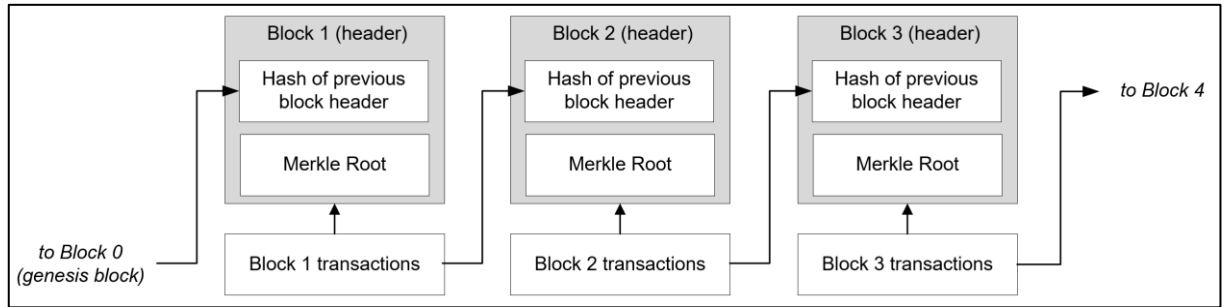 Block 1 (header)
Hash of previous
block header
Merkle Root
Block 1 transactions
Block 2 (header)
Hash of previous
block header
Merkle Root
Block 2 transactions
Block 3 (header)
Hash of previous
block header
Merkle Root
Block 3 transactions
to Block 4
to Block 0
(genesis block)